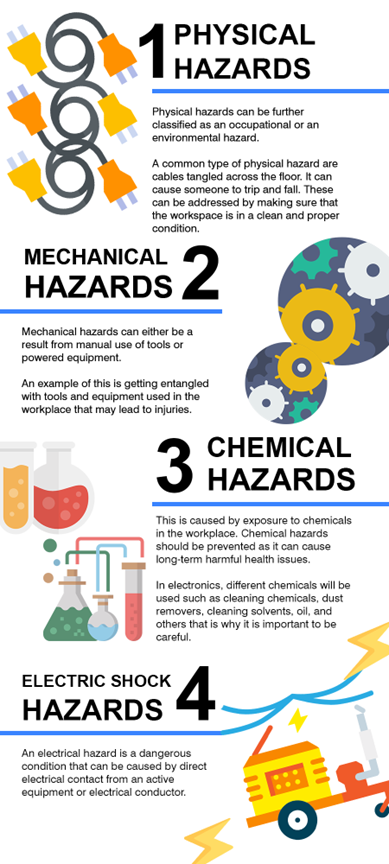 1 PHYSICAL
HAZARDS
Physical hazards can be further
classified as an occupational or an
environmental hazard.
A common type of physical hazard are
cables tangled across the floor. It can
cause someone to trip and fall. These
can be addressed by making sure that
the workspace is in a clean and proper
condition.
MECHANICAL
HAZARDS 2
Mechanical hazards can either be a
result from manual use of tools or
powered equipment.
An example of this is getting entangled
with tools and equipment used in the
workplace that may lead to injuries.
3 CHEMICAL
HAZARDS
This is caused by exposure to chemicals
in the workplace. Chemical hazards
should be prevented as it can cause
long-term harmful health issues.
In electronics, different chemicals will be
used such as cleaning chemicals, dust
removers, cleaning solvents, oil, and
others that is why it is important to be
careful.
ELECTRIC SHOCK
HAZARDS 4
An electrical hazard is a dangerous
condition that can be caused by direct
electrical contact from an active
equipment or electrical conductor.